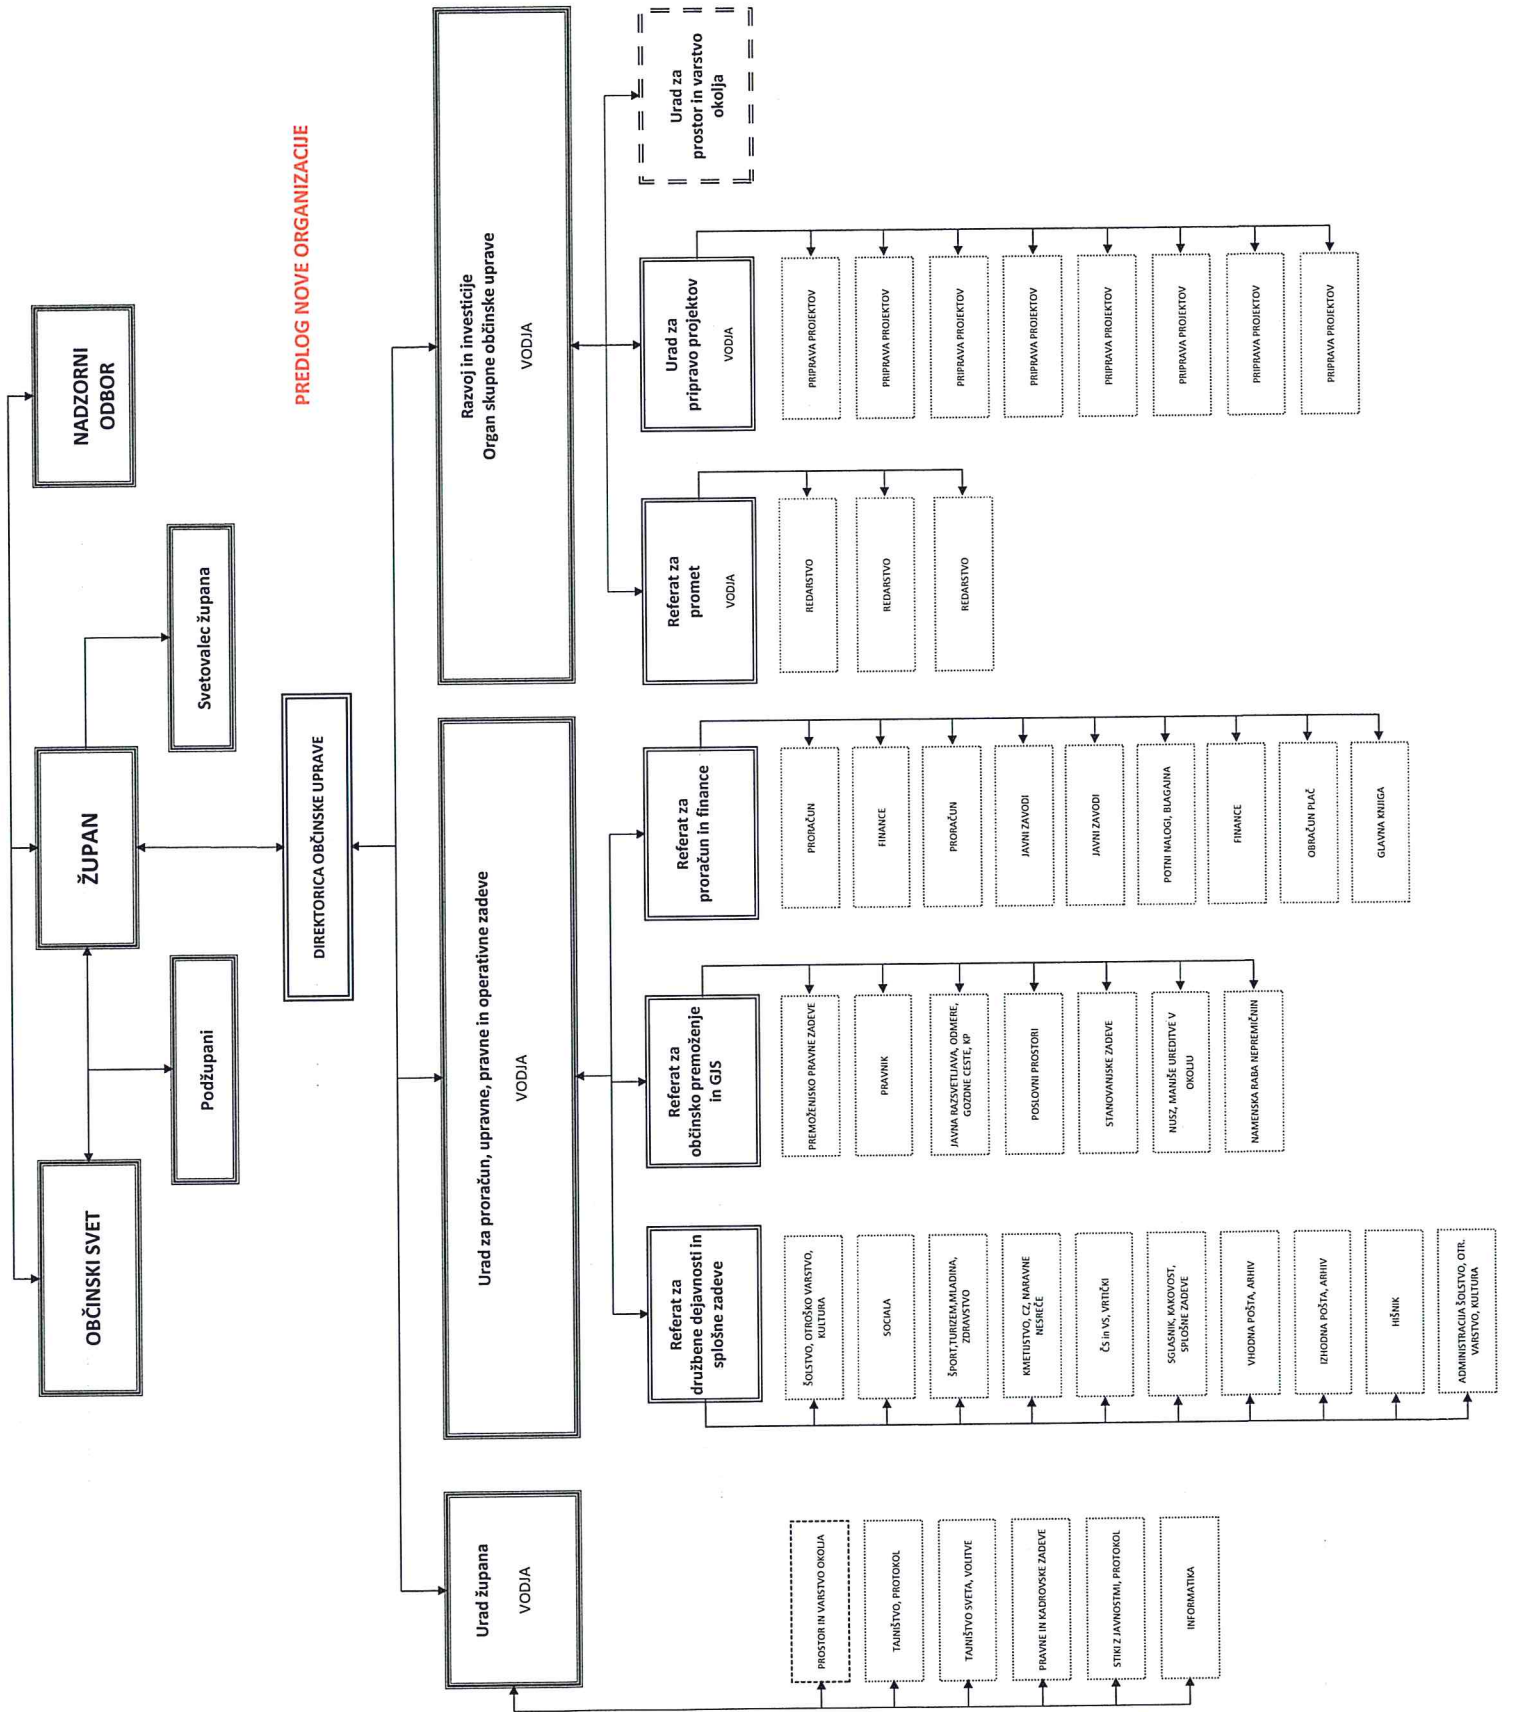 NADZORNI
ODBOR
ŽUPAN
OBČINSKI SVET
Svetovalec župana
Podžupani
PREDLOG NOVE ORGANIZACIJE
DIREKTORICA OBČINSKE UPRAVE
Urad župana
VODJA
Urad za proračun, upravne, pravne in operativne zadeve
VODJA
Razvoj in investicije
Organ skupne občinske uprave
VODJA
Referat za
družbene dejavnosti in
splošne zadeve
Referat za
občinsko premoženje
in GJS
Referat za
proračun in finance
Referat za
promet
VODJA
Urad za
pripravo projektov
VODJA
Urad za
prostor in varstvo
okolja
PROSTOR IN VARSTVO OKOLJA
TAJNIŠTVO, PROTOKOL
TAJNIŠTVO SVETA, VOLITVE
PRAVNE IN KADROVSKE ZADEVE
STIKI Z JAVNOSTMI, PROTOKOL
INFORMATIKA
ŠOLSTVO, OTROŠKO VARSTVO,
KULTURA
SOCIALA
ŠPORT,TURIZEM,MLADINA,
ZDRAVSTVO
KMETIJSTVO, CZ, NARAVNE
NESREČE
ČS in VS, VRTIČKI
SGLASNIK, KAKOVOST,
SPLOŠNE ZADEVE
VHODNA POŠTA, ARHIV
IZHODNA POŠTA, ARHIV
HIŠNIK
ADMINISTRACIJA ŠOLSTVO, OTR.
VARSTVO, KULTURA
PREMOŽENJSKO PRAVNE ZADEVE
PRAVNIK
JAVNA RAZSVETLJAVA, ODMERE,
GOZDNE CESTE, KP
POSLOVNI PROSTORI
STANOVANJSKE ZADEVE
NUSZ, MANJŠE UREDITVE V
OKOLJU
NAMENSKA RABA NEPREMIČNIN
PRORAČUN
FINANCE
PRORAČUN
JAVNI ZAVODI
JAVNI ZAVODI
POTNI NALOGI, BLAGAJNA
FINANCE
OBRAČUN PLAČ
GLAVNA KNJIGA
REDARSTVO
REDARSTVO
REDARSTVO
PRIPRAVA PROJEKTOV
PRIPRAVA PROJEKTOV
PRIPRAVA PROJEKTOV
PRIPRAVA PROJEKTOV
PRIPRAVA PROJEKTOV
PRIPRAVA PROJEKTOV
PRIPRAVA PROJEKTOV
PRIPRAVA PROJEKTOV